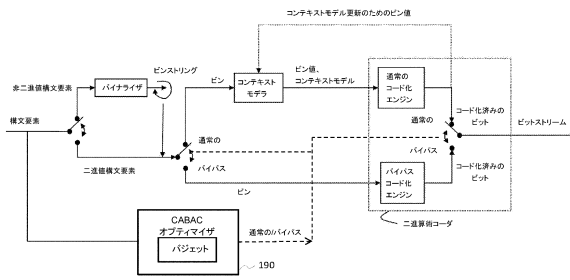 コンテキストモデル更新のためのビン値
ビンストリング
非二進値構文要素
バイナライザ
ビン
コンテキスト
モデラ
ビン値、
コンテキストモデル
通常の
コード化
エンジン
コード化済みの
ビット
構文要素
通常の
通常の
ビットストリーム
二進値構文要素
バイパス
バイパス
ビン
バイパス
コード化
エンジン
コード化済みの
ビット
CABAC
オプティマイザ
バジェット
通常の/バイパス
二進算術コーダ
190